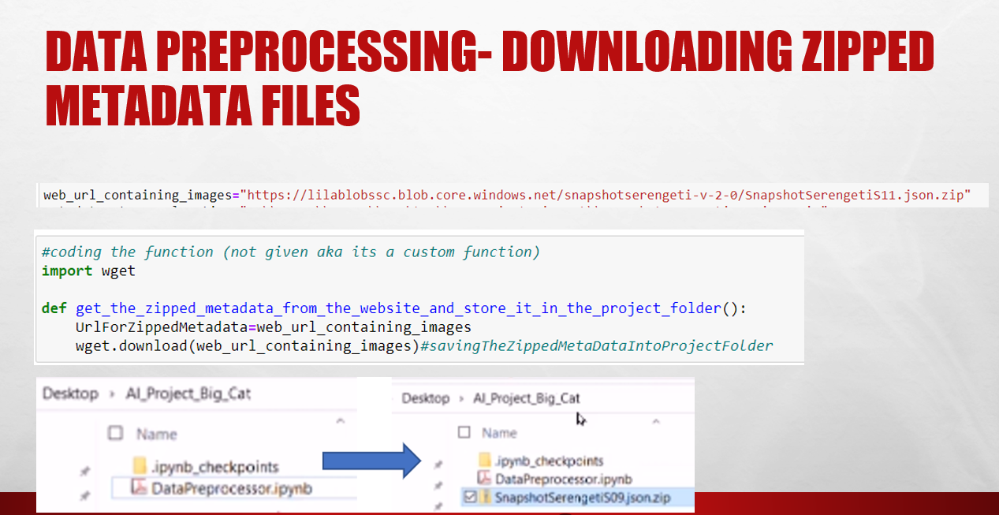 DATA PREPROCESSING- DOWNLOADING ZIPPED
METADATA FILES
web_url_containing_images="https://lilablobssc.blob.core.windows.net/snapshotserengeti-v-2-0/SnapshotSerengetiS11.json.zip"
#coding the function (not given aka its a custom function)
import wget
def get_the_zipped_metadata_from_the_website_and_store_it_in_the_project_folder():
UrlForZippedMetadata=web_url_containing_images
wget.download(web_url_containing_images)#savingTheZippedMetaDataIntoProjectFolder
Desktop › AI_Project_Big_Cat
Name
.ipynb_checkpoints
DataPreprocessor.ipynb
Desktop › AI_Project_Big_Cat
Name
.ipynb_checkpoints
DataPreprocessor.ipynb
SnapshotSerengetiS09.json.zip